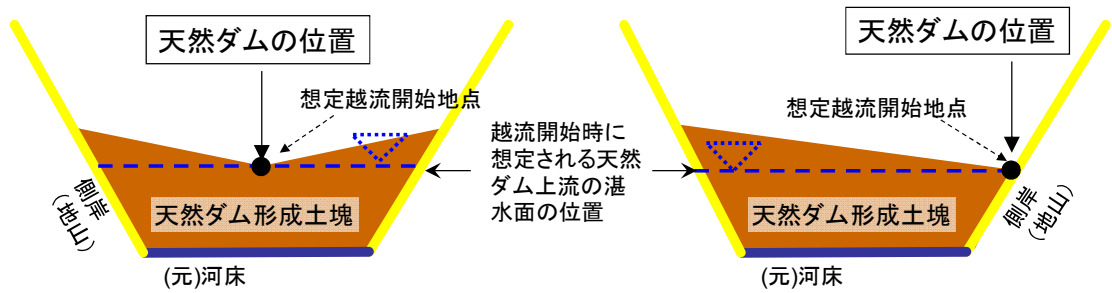 天然ダムの位置
想定越流開始地点
側岸
（地山）
天然ダム形成土塊
(元)河床
越流開始時に
想定される天然
ダム上流の湛
水面の位置
天然ダムの位置
想定越流開始地点
天然ダム形成土塊
側岸
（地山）
(元)河床